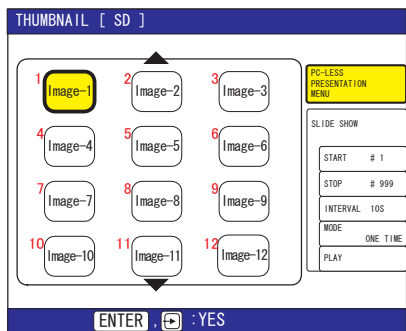 THUMBNAIL [ SD ]
1 Image-1
2 Image-2
3 Image-3
4 Image-4
5 Image-5
6 Image-6
7 Image-7
8 Image-8
9 Image-9
10 Image-10
11 Image-11
12 Image-12
PC-LESS
PRESENTATION
MENU
SLIDE SHOW
START # 1
STOP # 999
INTERVAL 10S
MODE
ONE TIME
PLAY
ENTER , :YES